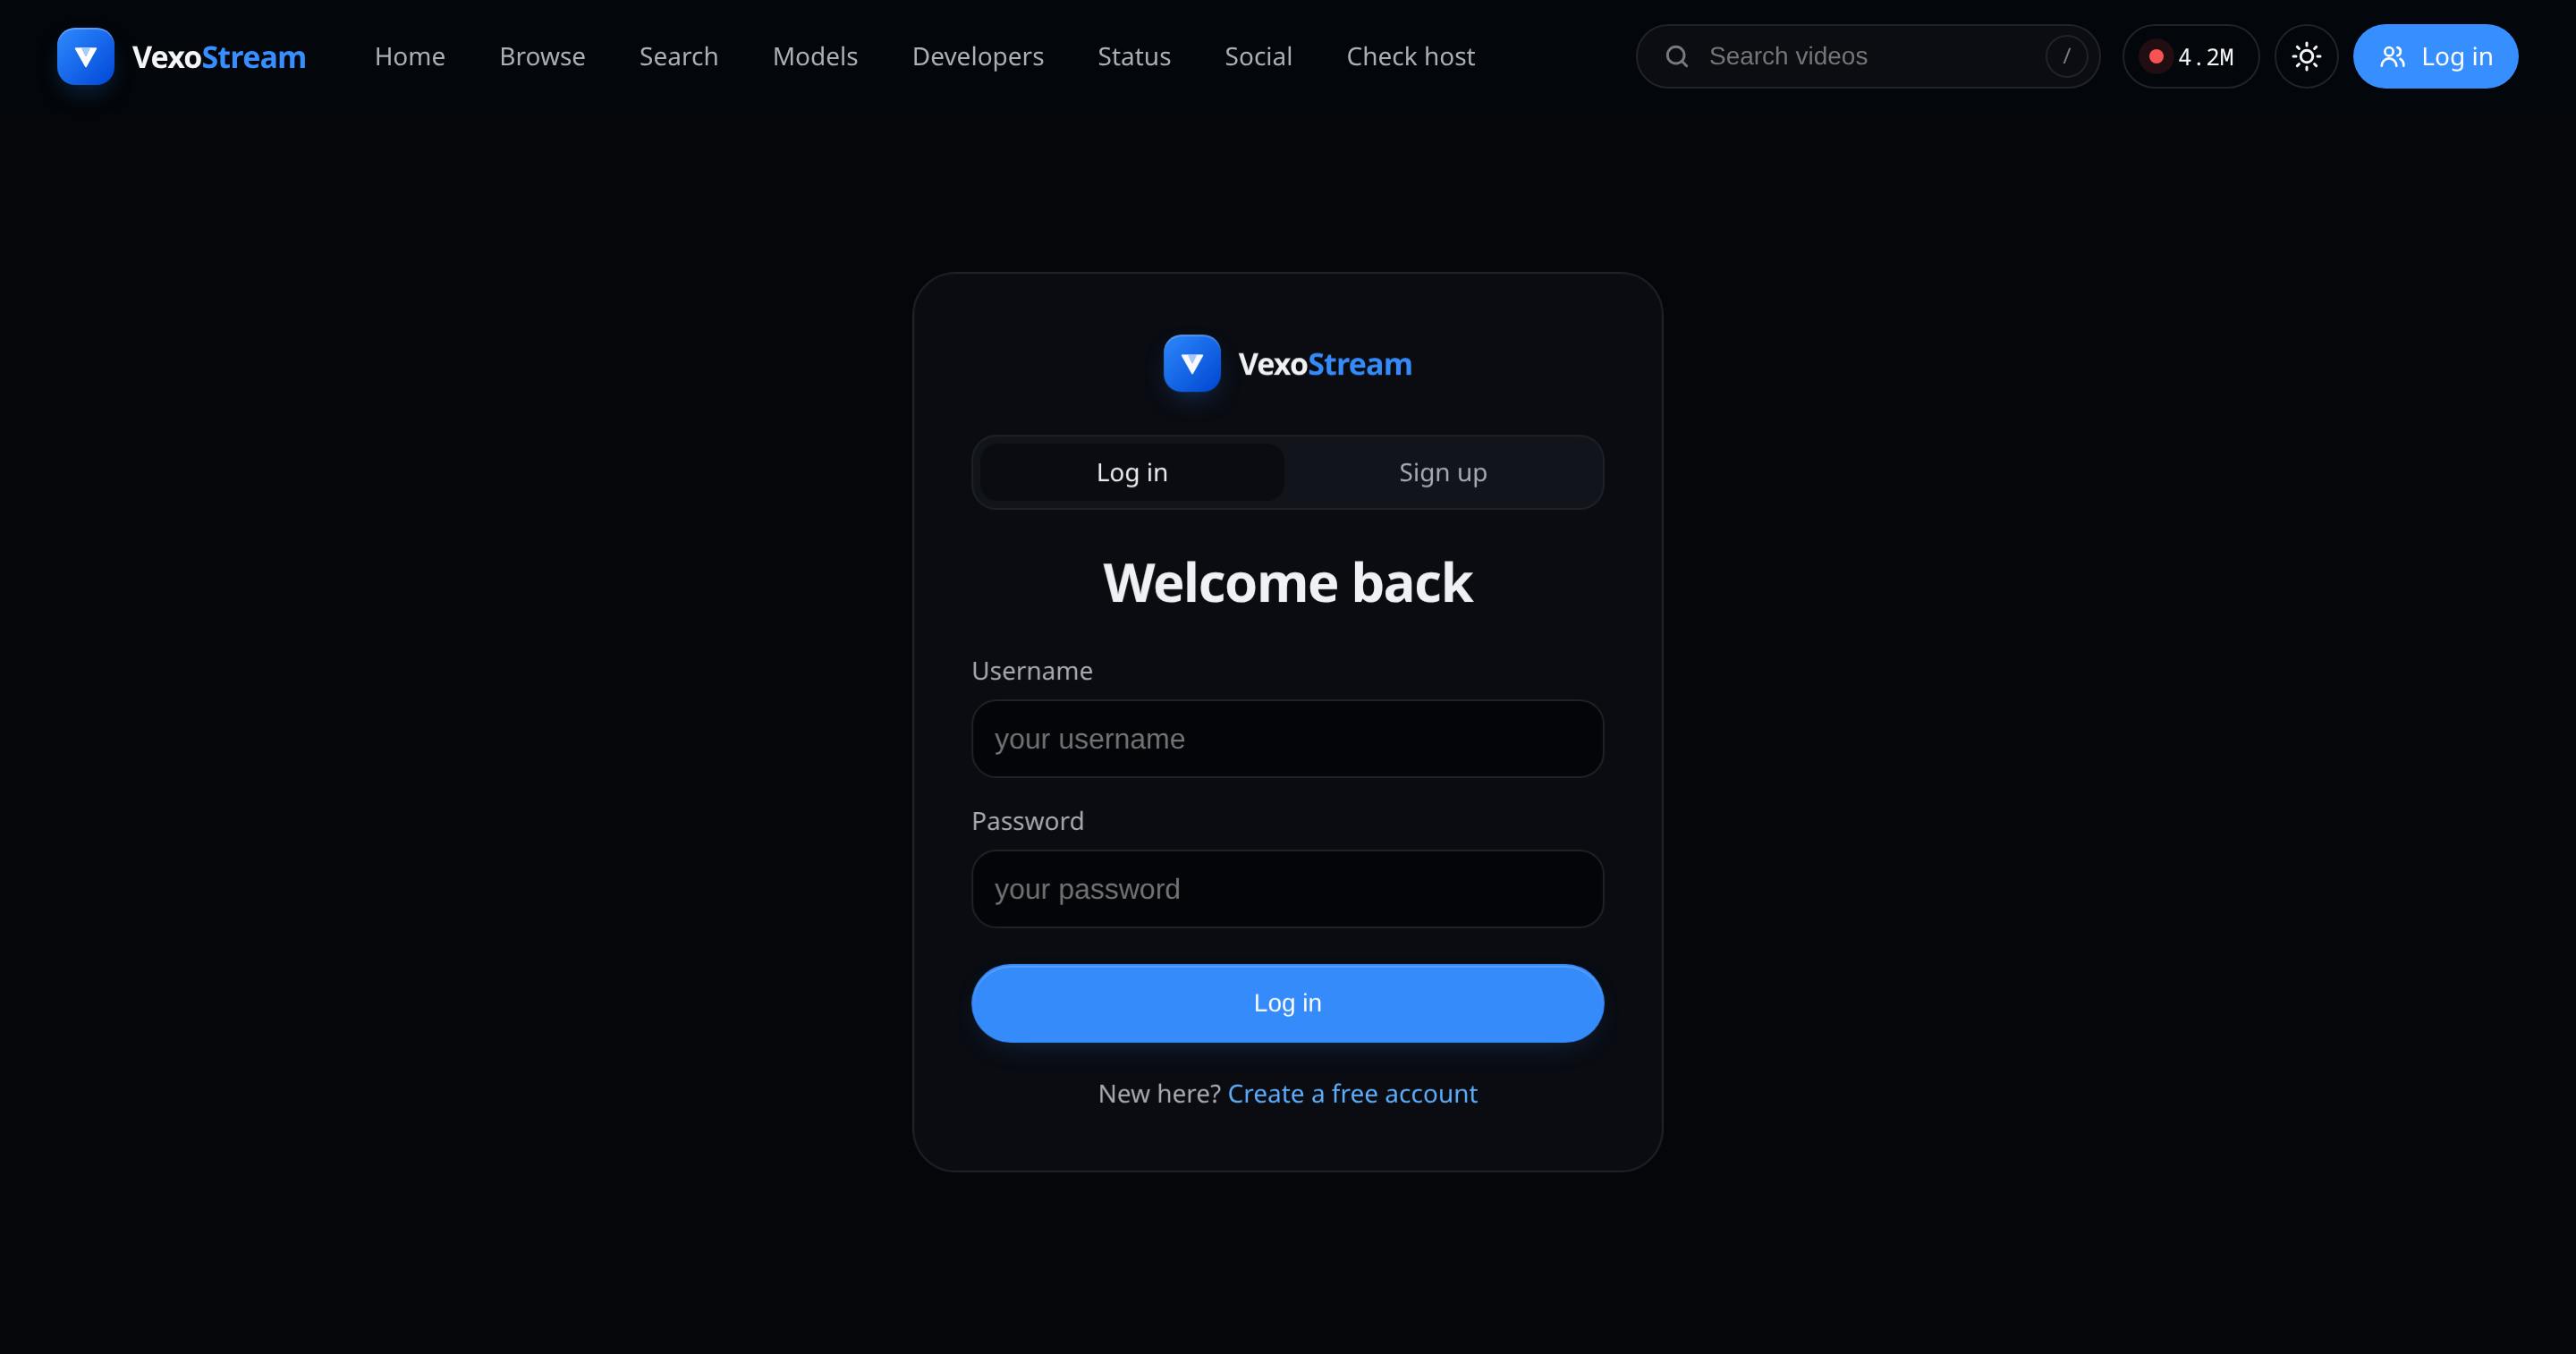 VexoStream Home Browse Search Models Developers Status Social Check host Search videos / 4.2M Log in
VexoStream
Log in Sign up
Welcome back
Username
your username
Password
your password
Log in
New here? Create a free account